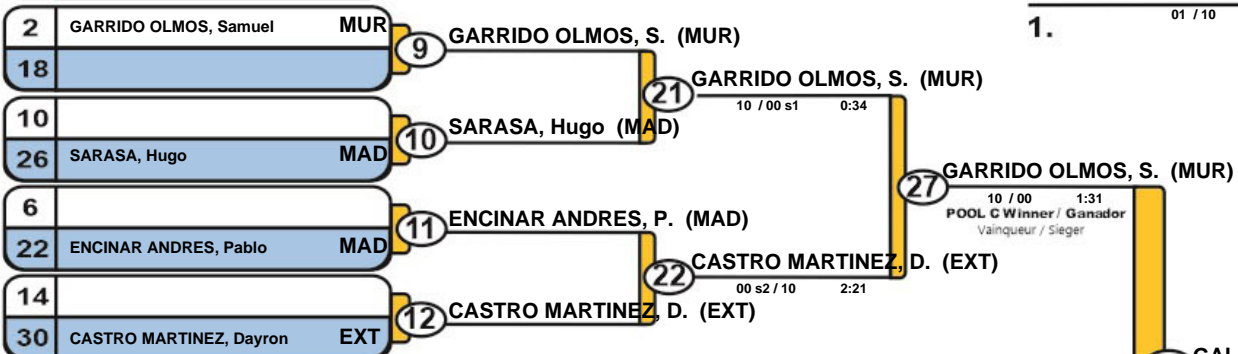 01 / 10
1.
2 GARRIDO OLMOS, Samuel MUR
18
9 GARRIDO OLMOS, S. (MUR)
10
26 SARASA, Hugo MAD
10 SARASA, Hugo (MAD)
21 GARRIDO OLMOS, S. (MUR)
10 / 00 s1 0:34
6
22 ENCINAR ANDRES, Pablo MAD
11 ENCINAR ANDRES, P. (MAD)
14
30 CASTRO MARTINEZ, Dayron EXT
12 CASTRO MARTINEZ, D. (EXT)
22 CASTRO MARTINEZ, D. (EXT)
00 s2 / 10 2:21
27 GARRIDO OLMOS, S. (MUR)
10 / 00 1:31
POOL C Winner / Ganador
Vainqueur / Sieger